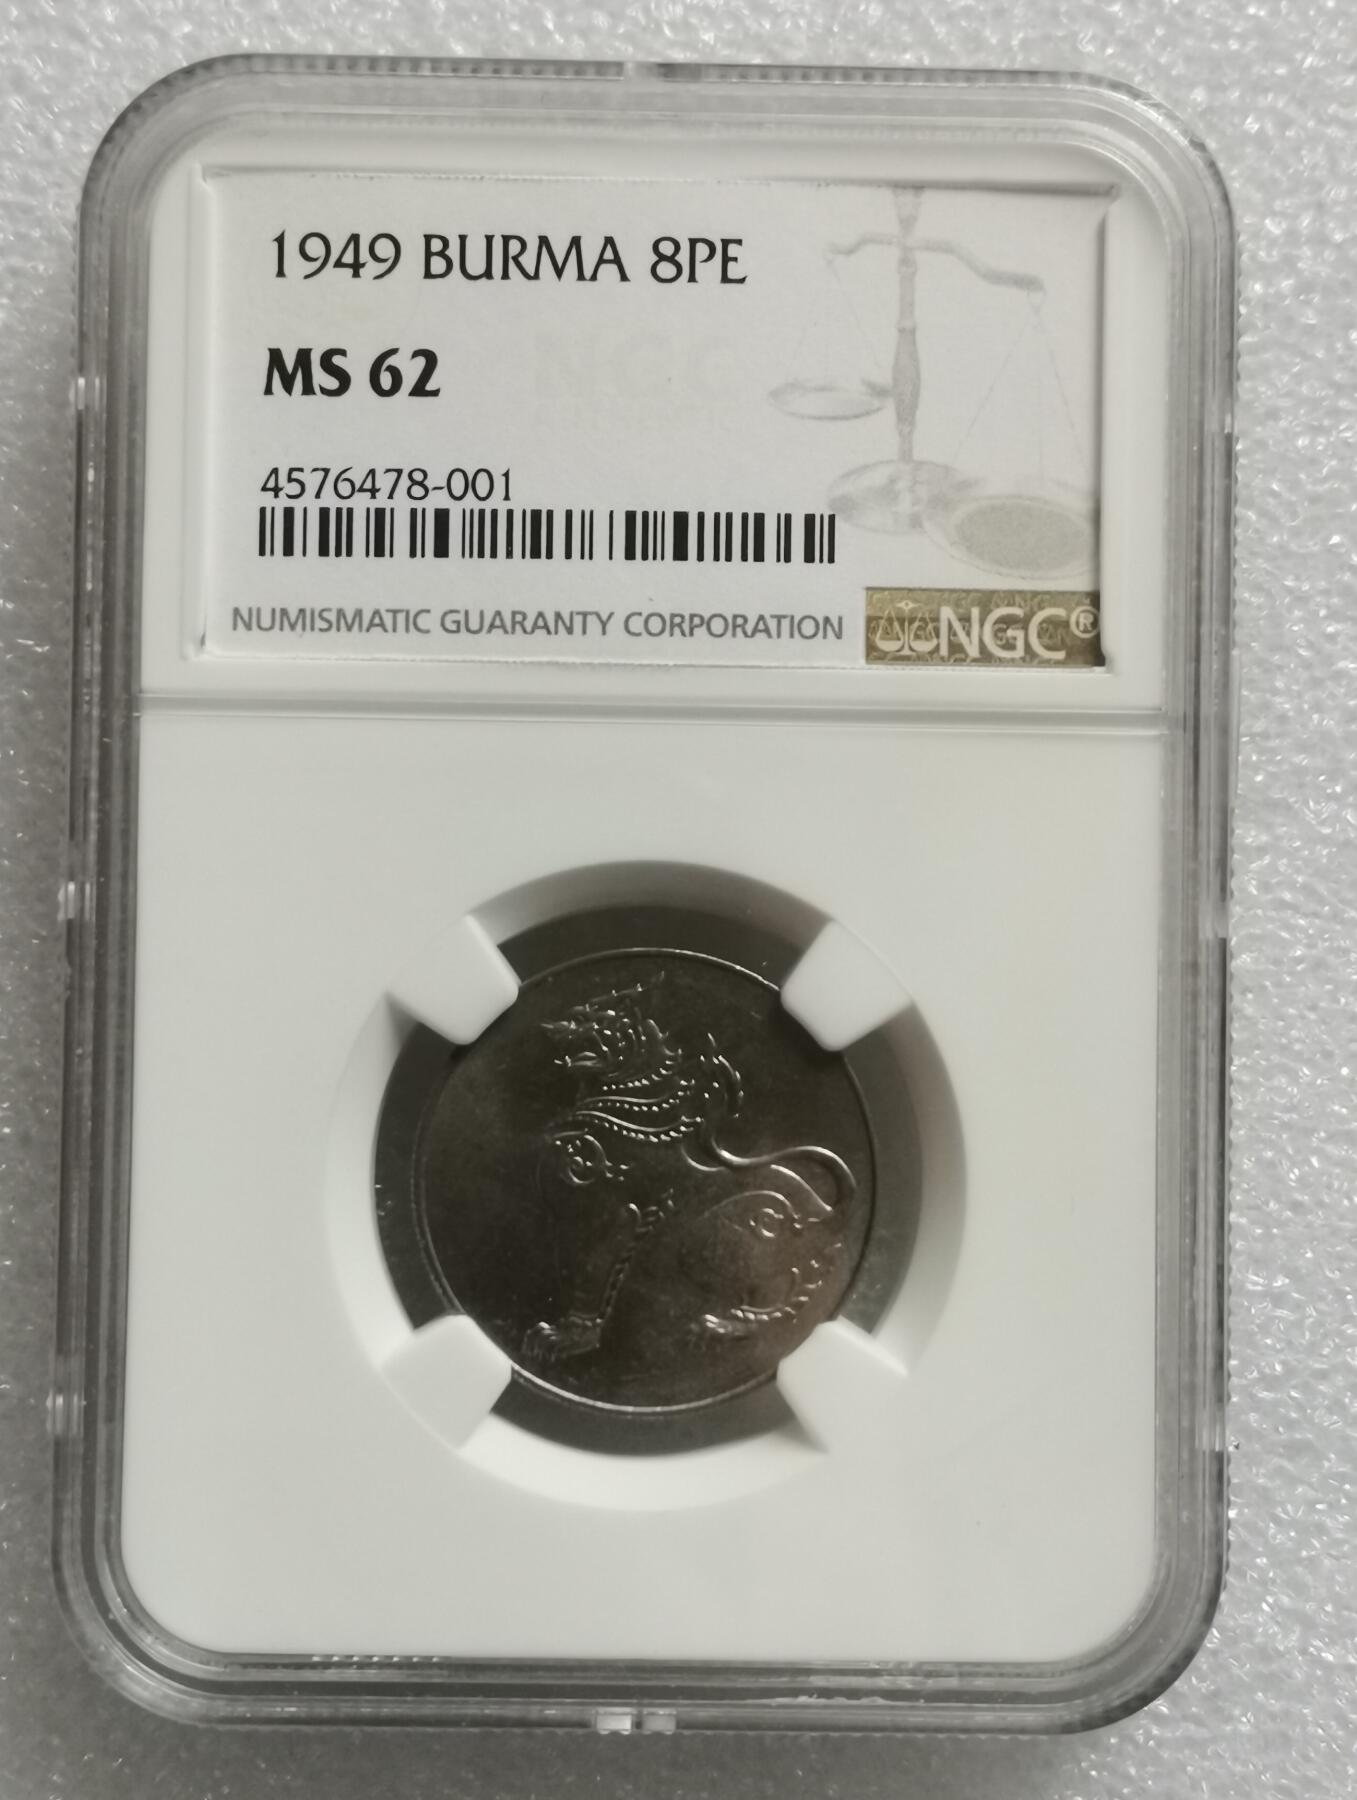 1949 BURMA 8PE
MS 62
4576478-001
NUMISMATIC GUARANTY CORPORATION
NGC®